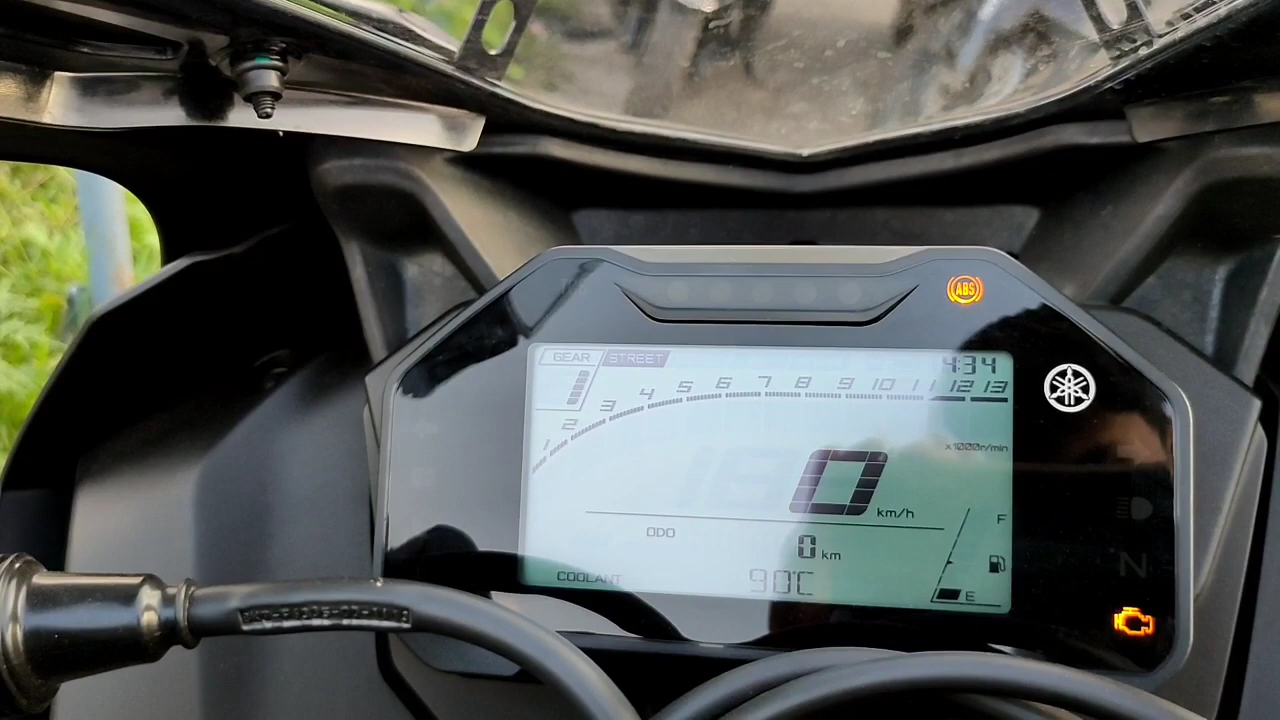 ABS
GEAR STREET 4:34
1
1 2 3 4 5 6 7 8 9 10 11 12 13
x1000r/min
0 km/h
ODO
0 km
F
E
COOLANT 90℃
N